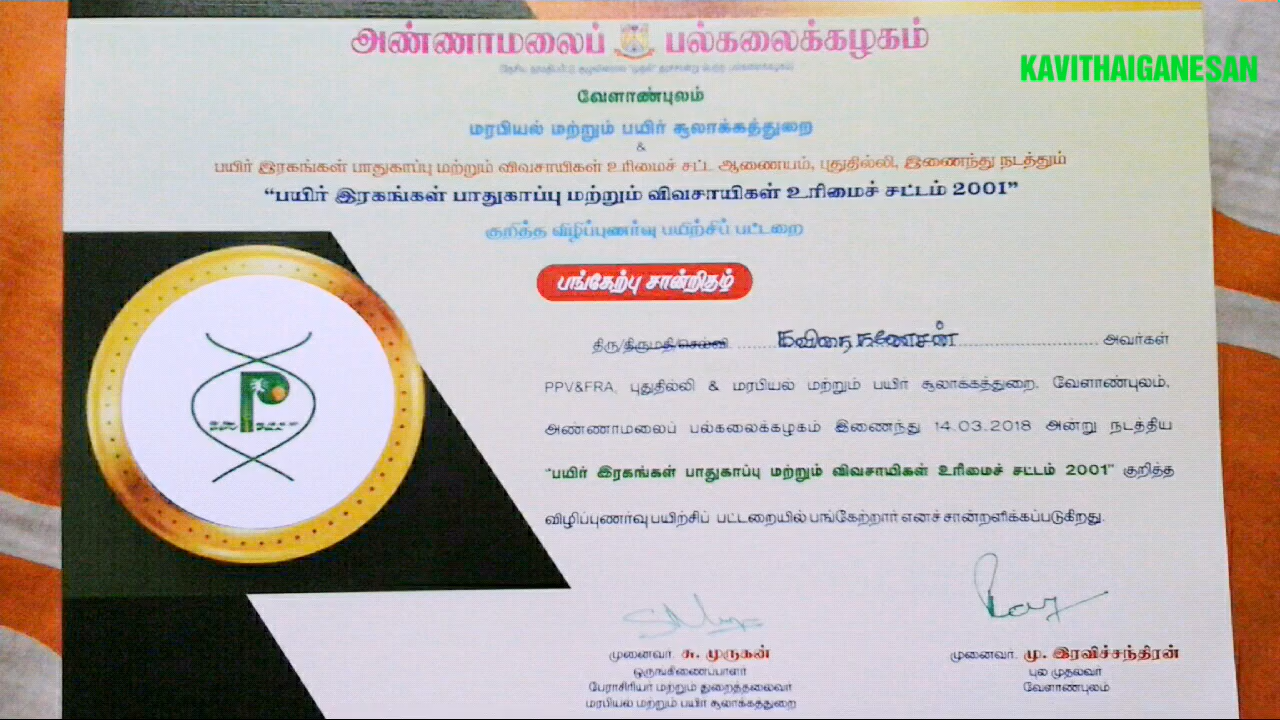 அண்ணாமலைப் பல்கலைக்கழகம்
KAVITHAIGANESAN
வேளாண்புலம்
மரபியல் மற்றும் பயிர் சூலாக்கத்துறை
&
பயிர் இரகங்கள் பாதுகாப்பு மற்றும் விவசாயிகள் உரிமைச் சட்ட ஆணையம், புதுதில்லி, இணைந்து நடத்தும்
“பயிர் இரகங்கள் பாதுகாப்பு மற்றும் விவசாயிகள் உரிமைச் சட்டம் 2001”
குறித்த விழிப்புணர்வு பயிற்சிப் பட்டறை
பங்கேற்பு சான்றிதழ்
திரு/திருமதி/செல்வி கவிதை கணேசன் அவர்கள்
PPV&FRA, புதுதில்லி & மரபியல் மற்றும் பயிர் சூலாக்கத்துறை, வேளாண்புலம்,
அண்ணாமலைப் பல்கலைக்கழகம் இணைந்து 14.03.2018 அன்று நடத்திய
“பயிர் இரகங்கள் பாதுகாப்பு மற்றும் விவசாயிகள் உரிமைச் சட்டம் 2001” குறித்த
விழிப்புணர்வு பயிற்சிப் பட்டறையில் பங்கேற்றார் எனச் சான்றளிக்கப்படுகிறது.
முனைவர். சு. முருகன்
ஒருங்கிணைப்பாளர்
பேராசிரியர் மற்றும் துறைத்தலைவர்
மரபியல் மற்றும் பயிர் சூலாக்கத்துறை
முனைவர். மு. இரவிச்சந்திரன்
புல முதல்வர்
வேளாண்புலம்